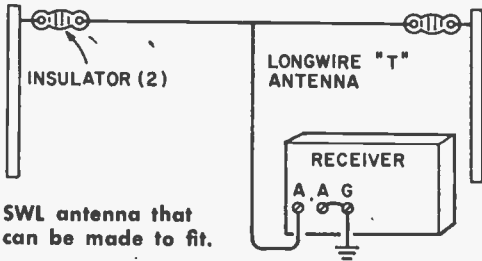 INSULATOR (2)
LONGWIRE "T"
ANTENNA
RECEIVER
A A G
SWL antenna that
can be made to fit.